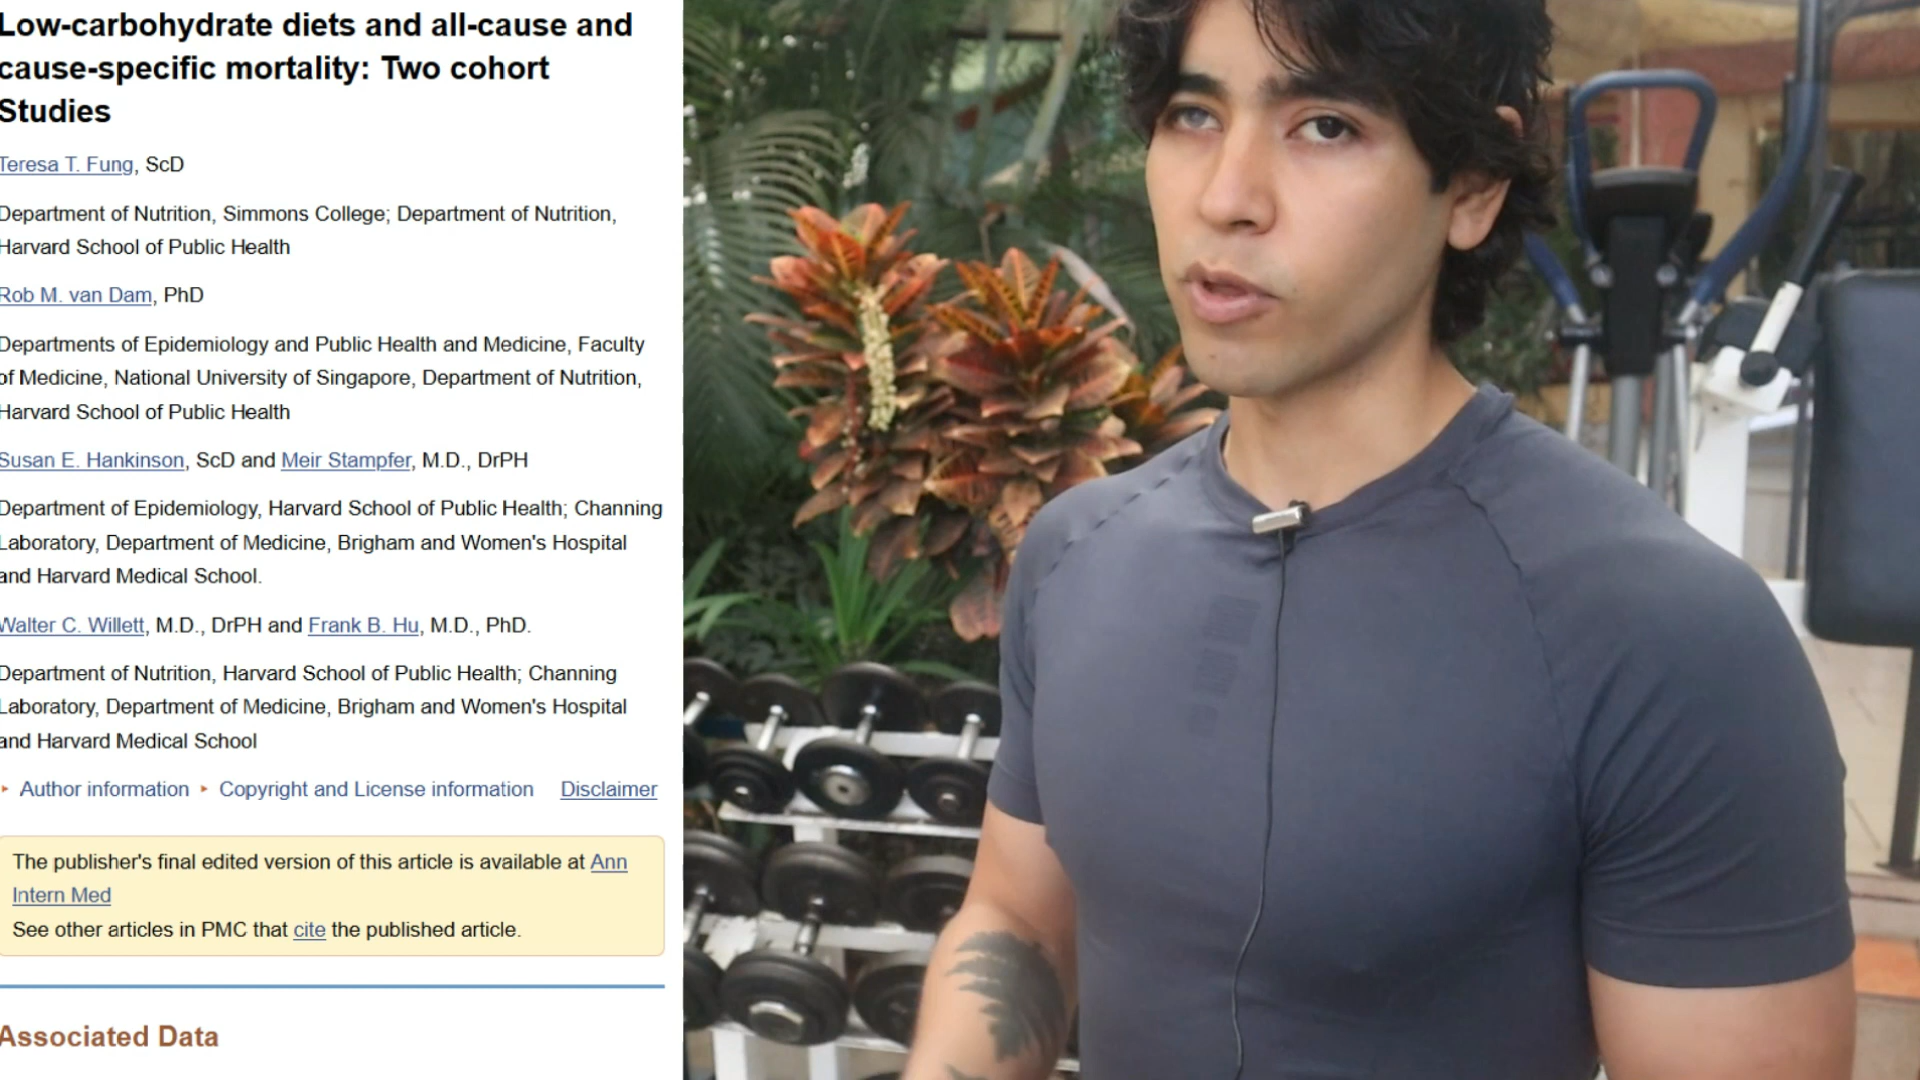 Low-carbohydrate diets and all-cause and
cause-specific mortality: Two cohort
Studies
Teresa T. Fung, ScD
Department of Nutrition, Simmons College; Department of Nutrition,
Harvard School of Public Health
Rob M. van Dam, PhD
Departments of Epidemiology and Public Health and Medicine, Faculty
of Medicine, National University of Singapore, Department of Nutrition,
Harvard School of Public Health
Susan E. Hankinson, ScD and Meir Stampfer, M.D., DrPH
Department of Epidemiology, Harvard School of Public Health; Channing
Laboratory, Department of Medicine, Brigham and Women's Hospital
and Harvard Medical School.
Walter C. Willett, M.D., DrPH and Frank B. Hu, M.D., PhD.
Department of Nutrition, Harvard School of Public Health; Channing
Laboratory, Department of Medicine, Brigham and Women's Hospital
and Harvard Medical School
Author information Copyright and License information Disclaimer
The publisher's final edited version of this article is available at Ann
Intern Med
See other articles in PMC that cite the published article.
Associated Data